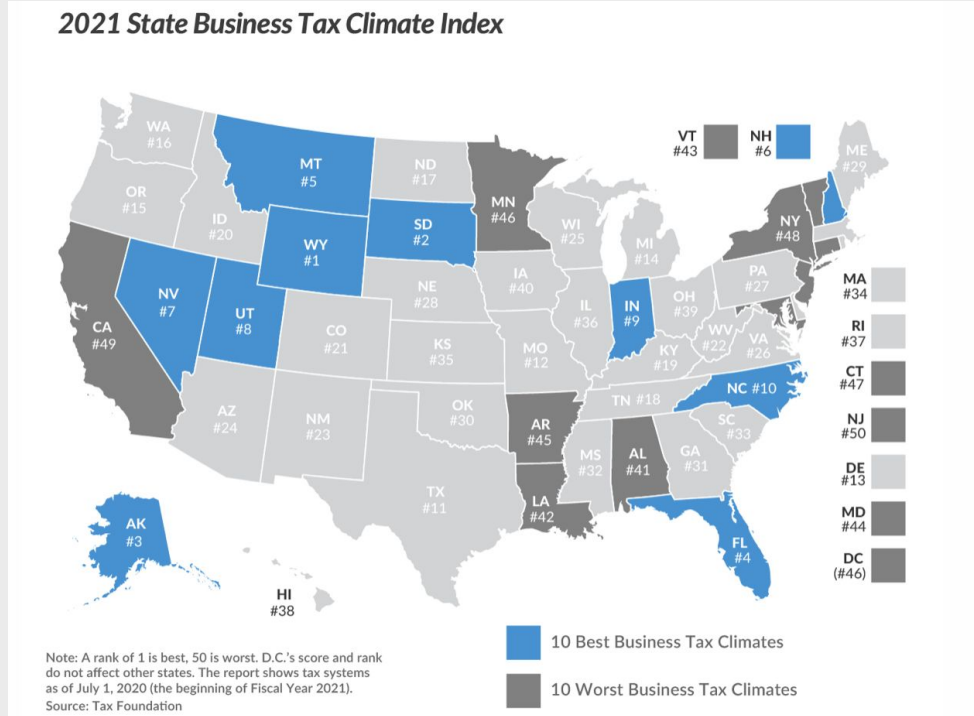 2021 State Business Tax Climate Index
WA
#16
OR
#15
CA
#49
ID
#20
NV
#7
UT
#8
AZ
#24
MT
#5
WY
#1
CO
#21
NM
#23
ND
#17
SD
#2
NE
#28
KS
#35
OK
#30
TX
#11
MN
#46
IA
#40
MO
#12
AR
#45
LA
#42
WI
#25
IL
#36
MI
#14
IN
#9
OH
#39
KY
#19
TN #18
MS
#32
AL
#41
GA
#31
FL
#4
SC
#33
NC #10
VA
#26
WV
#22
PA
#27
NY
#48
ME
#29
VT
#43
NH
#6
MA
#34
RI
#37
CT
#47
NJ
#50
DE
#13
MD
#44
DC
(#46)
AK
#3
HI
#38
10 Best Business Tax Climates
10 Worst Business Tax Climates
Note: A rank of 1 is best, 50 is worst. D.C.'s score and rank
do not affect other states. The report shows tax systems
as of July 1, 2020 (the beginning of Fiscal Year 2021).
Source: Tax Foundation